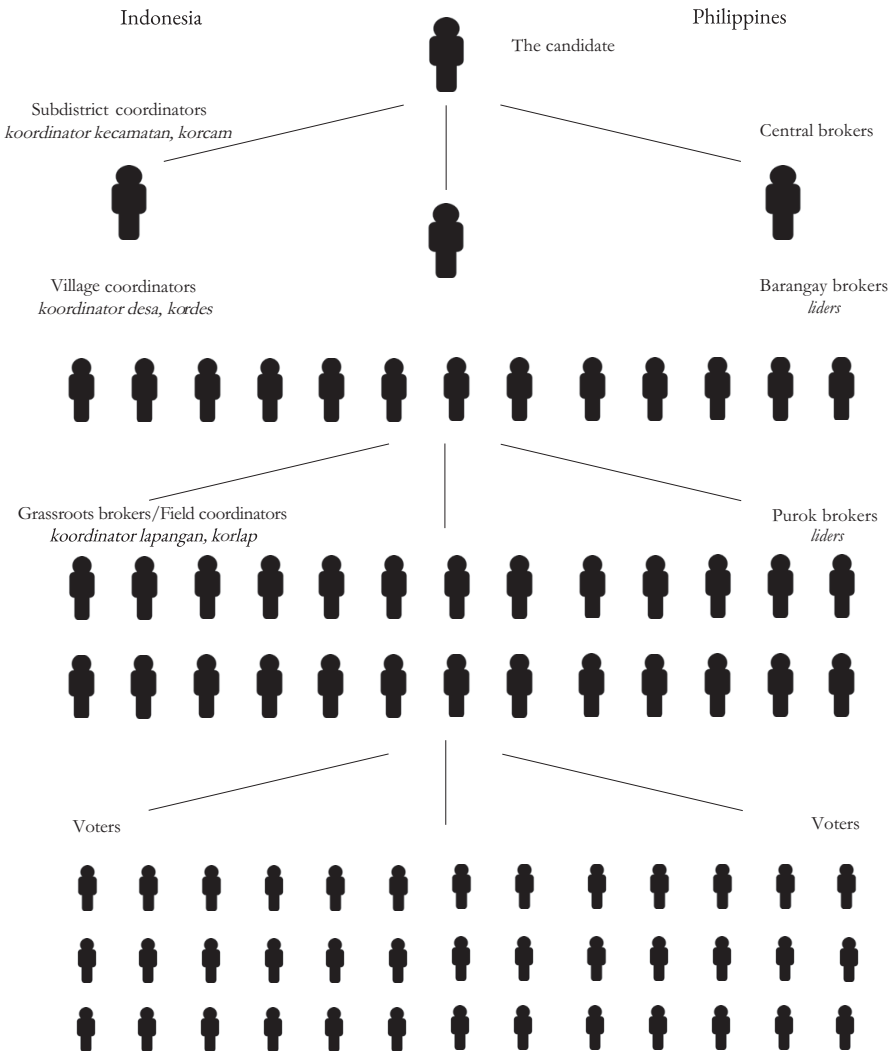 Indonesia
Philippines
The candidate
Subdistrict coordinators
koordinator kecamatan, korcam
Central brokers
Village coordinators
koordinator desa, kordes
Barangay brokers
liders
Grassroots brokers/Field coordinators
koordinator lapangan, korlap
Purok brokers
liders
Voters
Voters